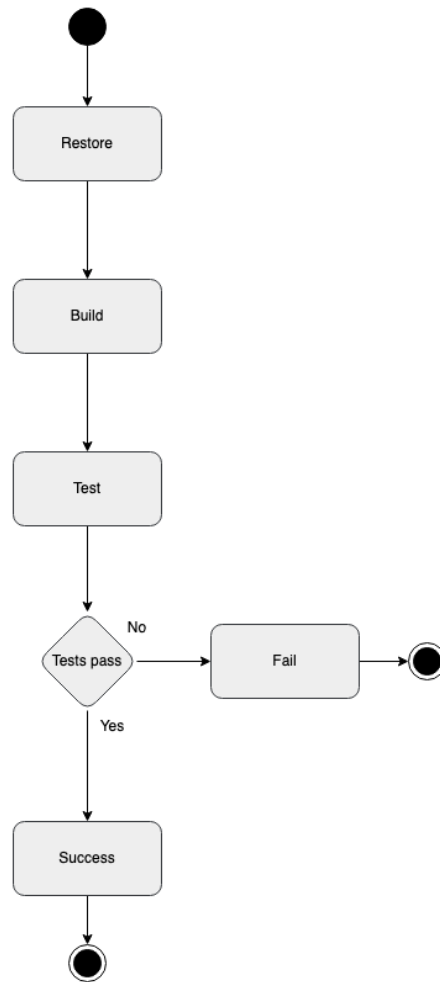 Restore
Build
Test
No
Tests pass
Fail
Yes
Success